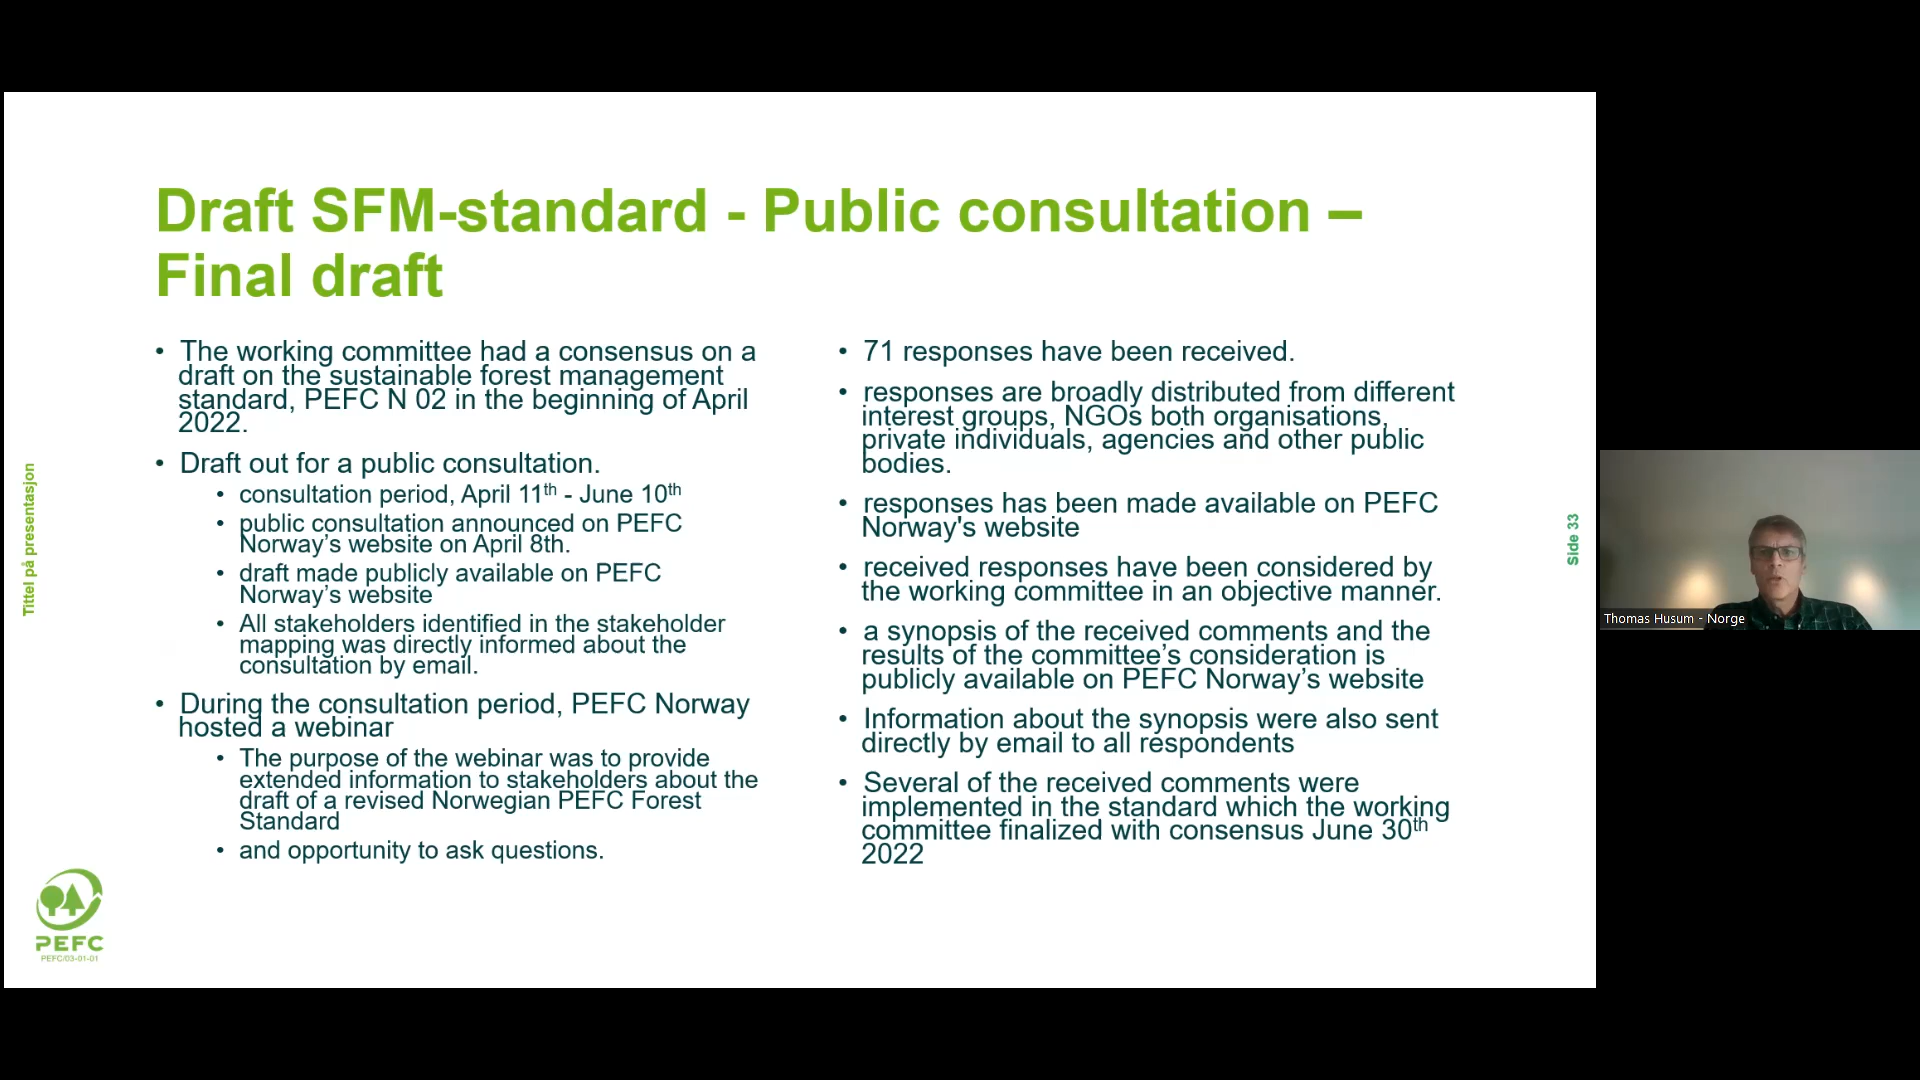 Draft SFM-standard - Public consultation –
Final draft
• The working committee had a consensus on a
draft on the sustainable forest management
standard, PEFC N 02 in the beginning of April
2022.
• Draft out for a public consultation.
• consultation period, April 11th - June 10th
• public consultation announced on PEFC
Norway’s website on April 8th.
• draft made publicly available on PEFC
Norway’s website
• All stakeholders identified in the stakeholder
mapping was directly informed about the
consultation by email.
• During the consultation period, PEFC Norway
hosted a webinar
• The purpose of the webinar was to provide
extended information to stakeholders about the
draft of a revised Norwegian PEFC Forest
Standard
• and opportunity to ask questions.
• 71 responses have been received.
• responses are broadly distributed from different
interest groups, NGOs both organisations,
private individuals, agencies and other public
bodies.
• responses has been made available on PEFC
Norway's website
• received responses have been considered by
the working committee in an objective manner.
• a synopsis of the received comments and the
results of the committee’s consideration is
publicly available on PEFC Norway’s website
• Information about the synopsis were also sent
directly by email to all respondents
• Several of the received comments were
implemented in the standard which the working
committee finalized with consensus June 30th
2022
Tittel på presentasjon
Side 33
PEFC
PEFC/03-01-01
Thomas Husum - Norge